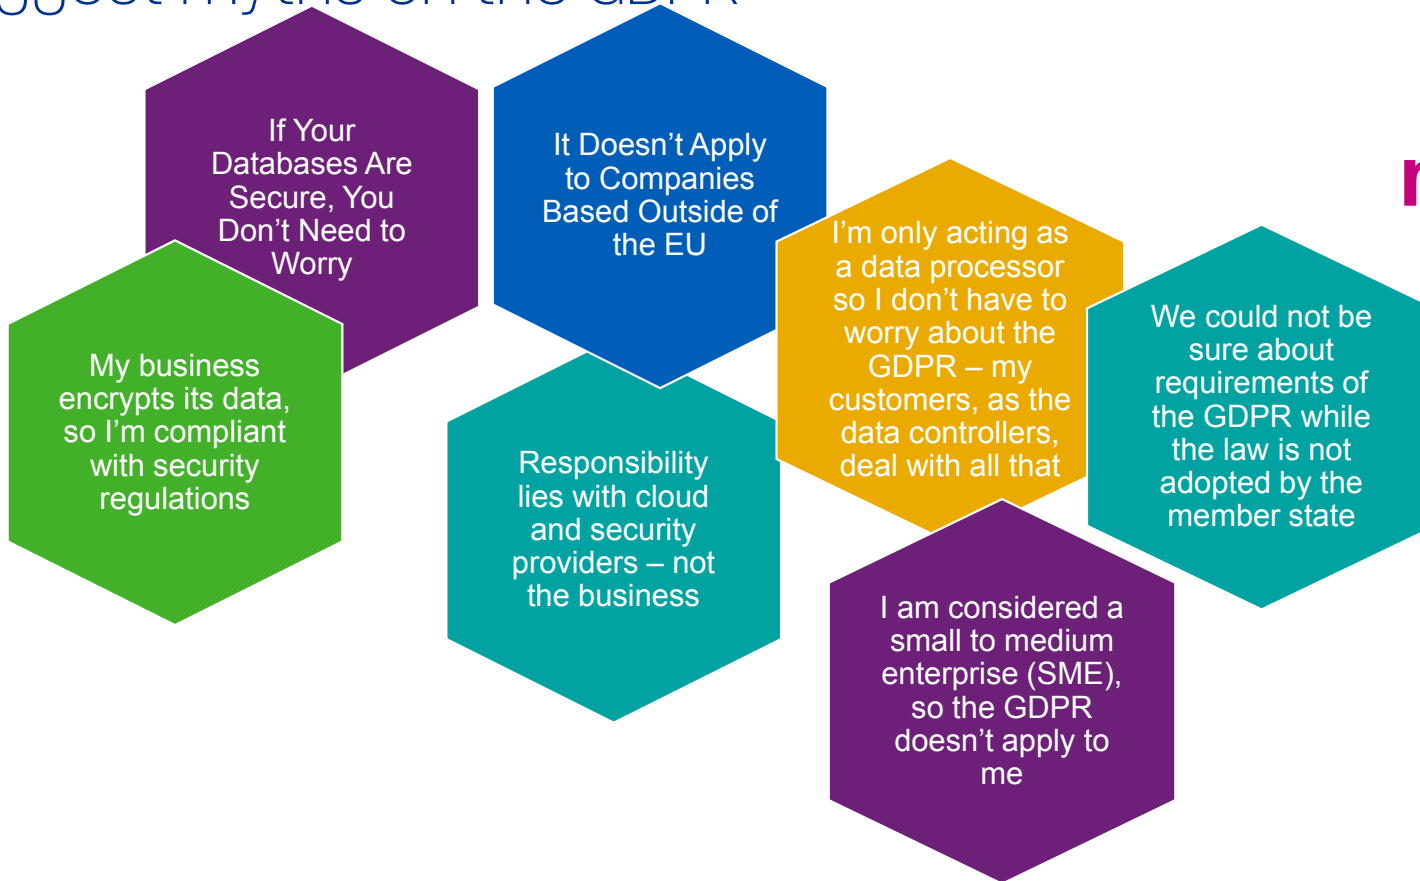 myths on the GDPR
If Your
Databases Are
Secure, You
Don't Need to
Worry
It Doesn't Apply
to Companies
Based Outside of
the EU
I'm only acting as
a data processor
so I don't have to
worry about the
GDPR – my
customers, as the
data controllers,
deal with all that
We could not be
sure about
requirements of
the GDPR while
the law is not
adopted by the
member state
My business
encrypts its data,
so I'm compliant
with security
regulations
Responsibility
lies with cloud
and security
providers – not
the business
I am considered a
small to medium
enterprise (SME),
so the GDPR
doesn't apply to
me